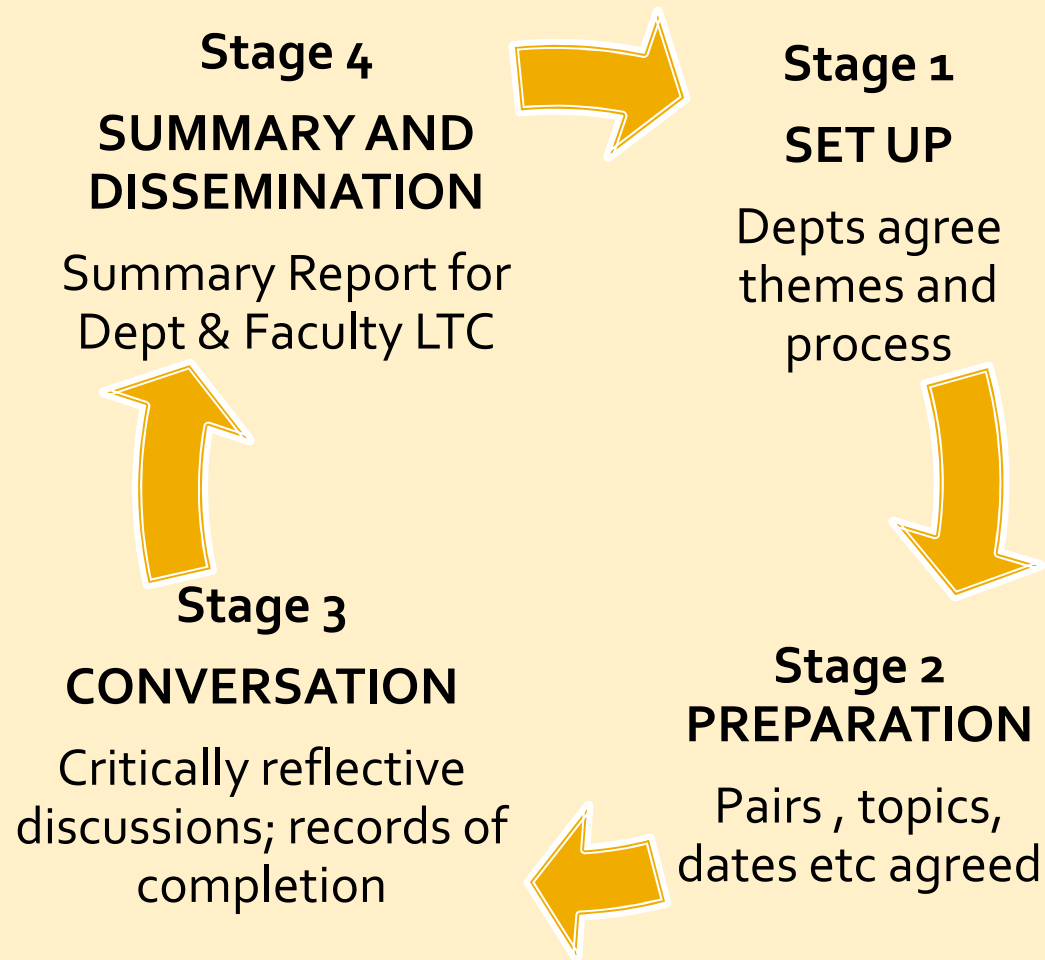 Stage 4
SUMMARY AND
DISSEMINATION
Summary Report for
Dept & Faculty LTC
Stage 1
SET UP
Depts agree
themes and
process
Stage 2
PREPARATION
Pairs , topics,
dates etc agreed
Stage 3
CONVERSATION
Critically reflective
discussions; records of
completion